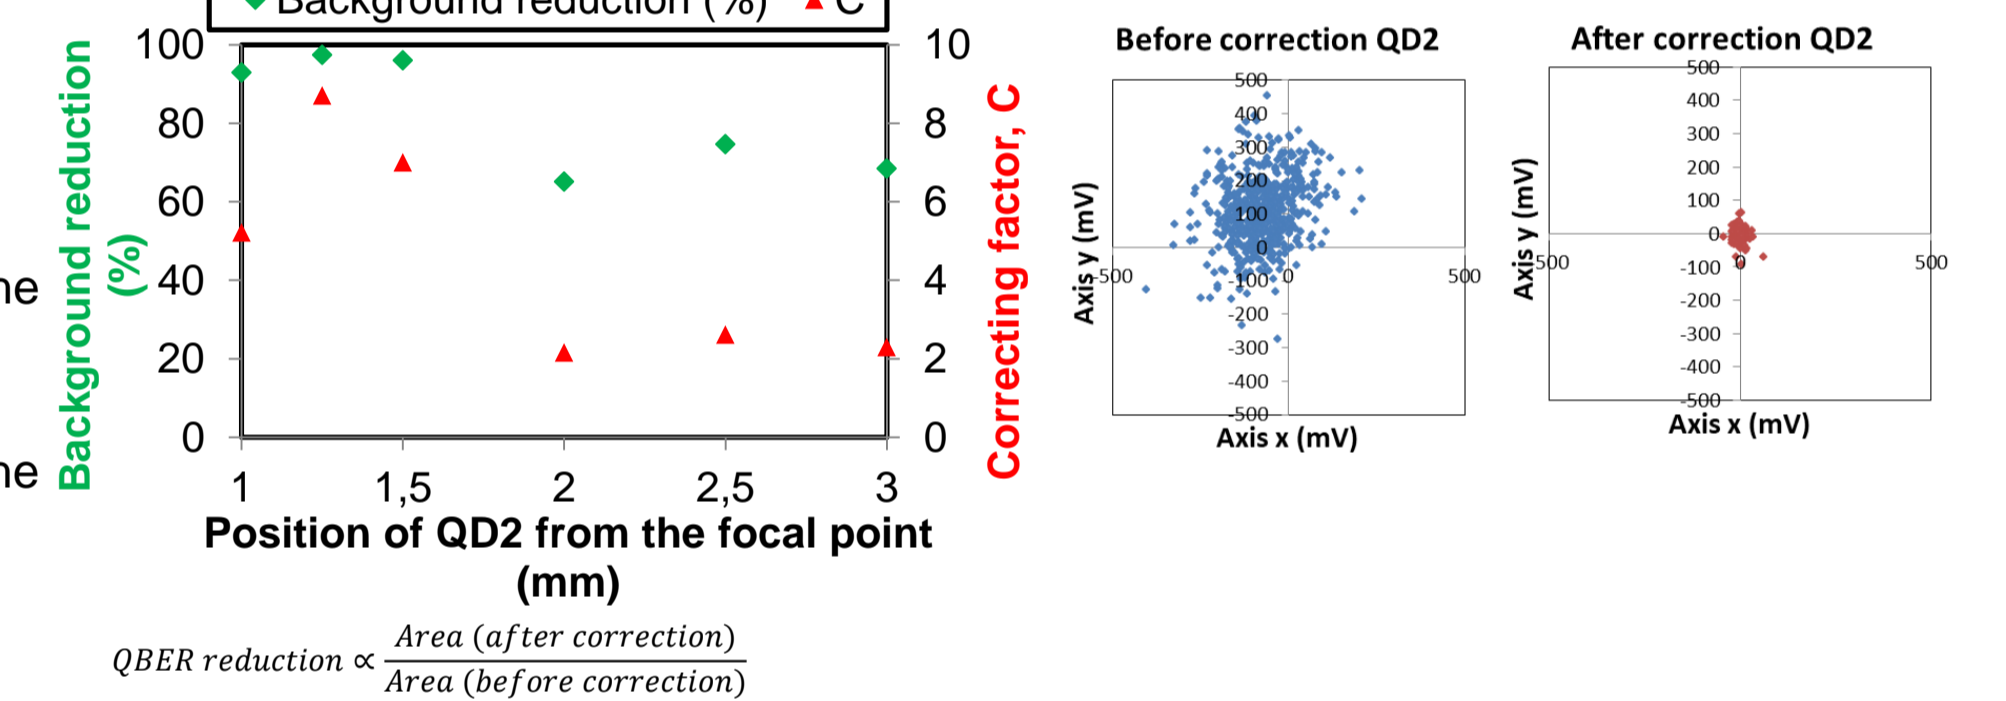 Background reduction (%) C
ne
ne
Background reduction
(%)
100
80
60
40
20
0
10
8
6
4
2
0
Correcting factor, C
1 1,5 2 2,5 3
Position of QD2 from the focal point
(mm)
QBER reduction ∝ Area (after correction)
Area (before correction)
Before correction QD2
Axis y (mV)
500
400
300
200
100
0
-100
-200
-300
-400
-500
-500 0 500
Axis x (mV)
After correction QD2
Axis y (mV)
500
400
300
200
100
0
-100
-200
-300
-400
-500
-500 0 500
Axis x (mV)